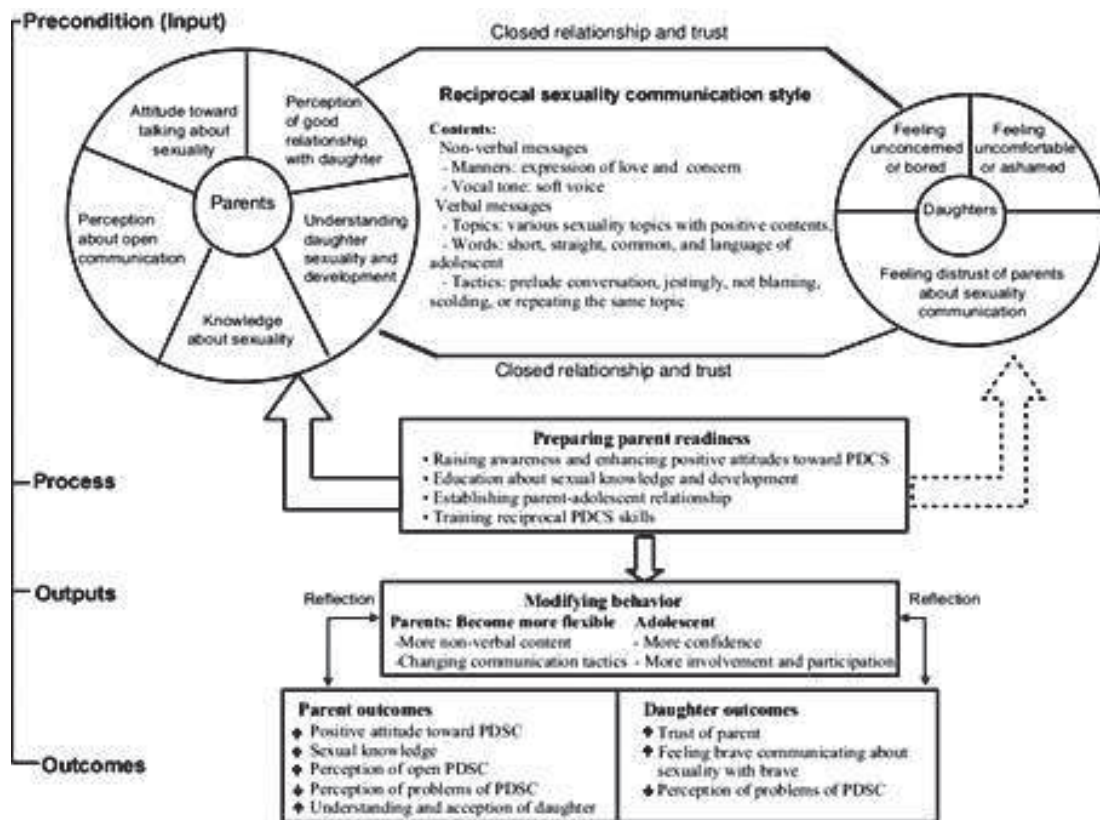 Precondition (Input)
Closed relationship and trust
Attitude toward
talking about
sexuality
Perception
of good
relationship
with daughter
Parents
Perception
about open
communication
Understanding
daughter
sexuality and
development
Knowledge
about sexuality
Reciprocal sexuality communication style
Contents:
Non-verbal messages
- Manners: expression of love and concern
- Vocal tone: soft voice
Verbal messages
- Topics: various sexuality topics with positive contents,
- Words: short, straight, common, and language of
adolescent
- Tactics: prelude conversation, jestingly, not blaming,
scolding, or repeating the same topic
Feeling
unconcerned
or bored
Feeling
uncomfortable
or ashamed
Daughters
Feeling distrust of parents
about sexuality
communication
Closed relationship and trust
Process
Preparing parent readiness
• Raising awareness and enhancing positive attitudes toward PDCS
• Education about sexual knowledge and development
• Establishing parent-adolescent relationship
• Training reciprocal PDCS skills
Outputs
Reflection
Modifying behavior
Parents: Become more flexible
-More non-verbal content
-Changing communication tactics
Adolescent
- More confidence
- More involvement and participation
Reflection
Outcomes
Parent outcomes
Positive attitude toward PDSC
Sexual knowledge
Perception of open PDSC
Perception of problems of PDSC
Understanding and acception of daughter
Daughter outcomes
Trust of parent
Feeling brave communicating about
sexuality with brave
Perception of problems of PDSC